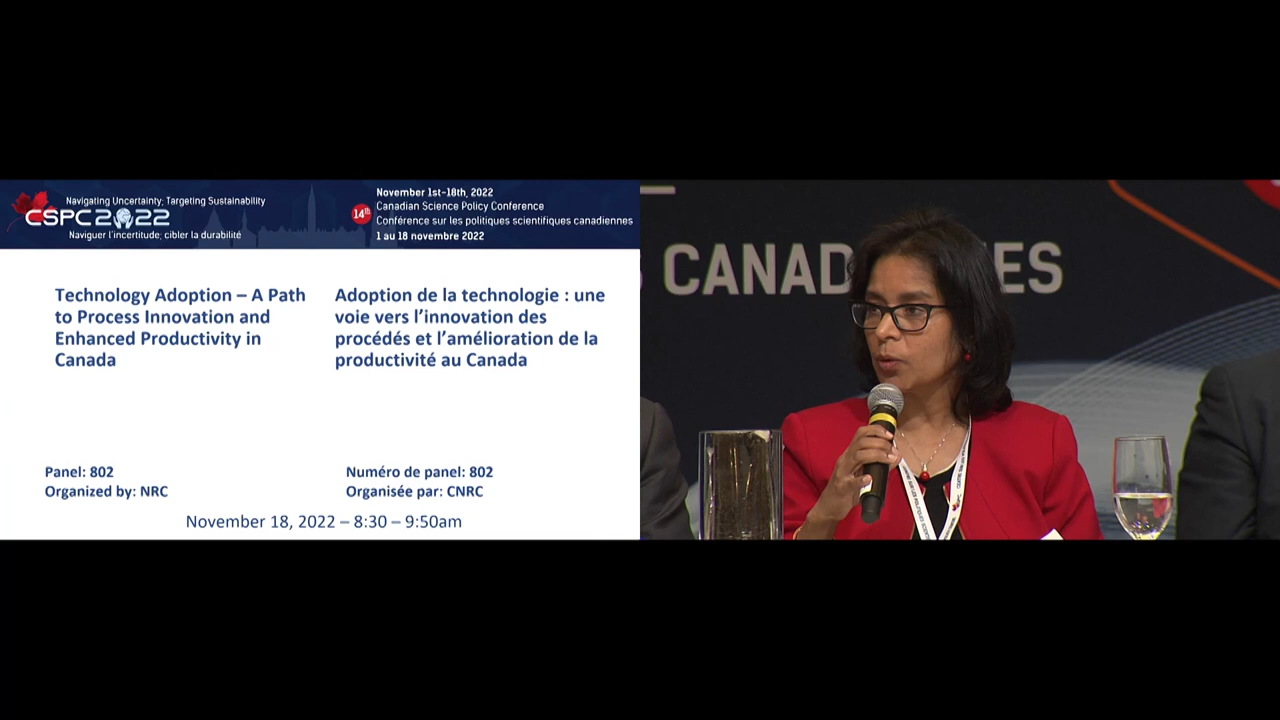 Navigating Uncertainty; Targeting Sustainability
CSPC 2022
Naviguer l'incertitude; cibler la durabilité
14th
November 1st-18th, 2022
Canadian Science Policy Conference
Conférence sur les politiques scientifiques canadiennes
1 au 18 novembre 2022
Technology Adoption – A Path
to Process Innovation and
Enhanced Productivity in
Canada
Adoption de la technologie : une
voie vers l'innovation des
procédés et l'amélioration de la
productivité au Canada
Panel: 802
Organized by: NRC
Numéro de panel: 802
Organisée par: CNRC
November 18, 2022 – 8:30 – 9:50am
CANAD
ES